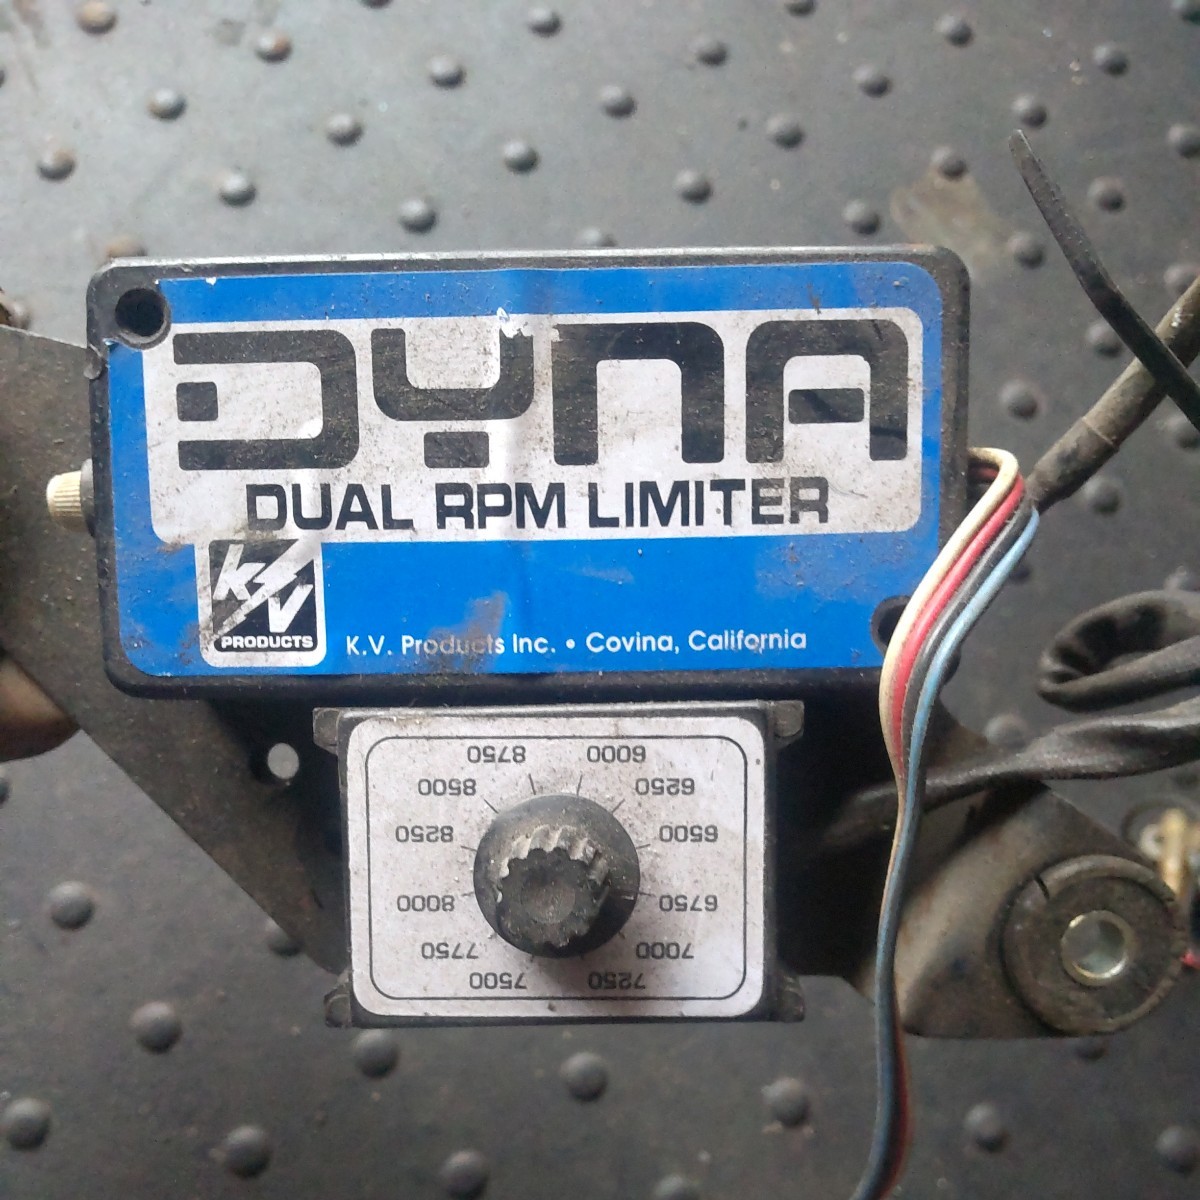 DYNA
DUAL RPM LIMITER
KV
PRODUCTS
K.V. Products Inc. • Covina, California
8750 6000
8500 6250
8250 6500
8000 6750
7750 7000
7500 7250